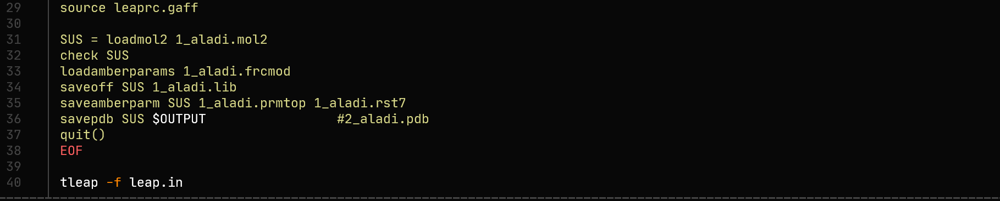 29 source leaprc.gaff
30
31 SUS = loadmol2 1_aladi.mol2
32 check SUS
33 loadamberparams 1_aladi.frcmod
34 saveoff SUS 1_aladi.lib
35 saveamberparm SUS 1_aladi.prmtop 1_aladi.rst7
36 savepdb SUS $OUTPUT                 #2_aladi.pdb
37 quit()
38 EOF
39
40 tleap -f leap.in